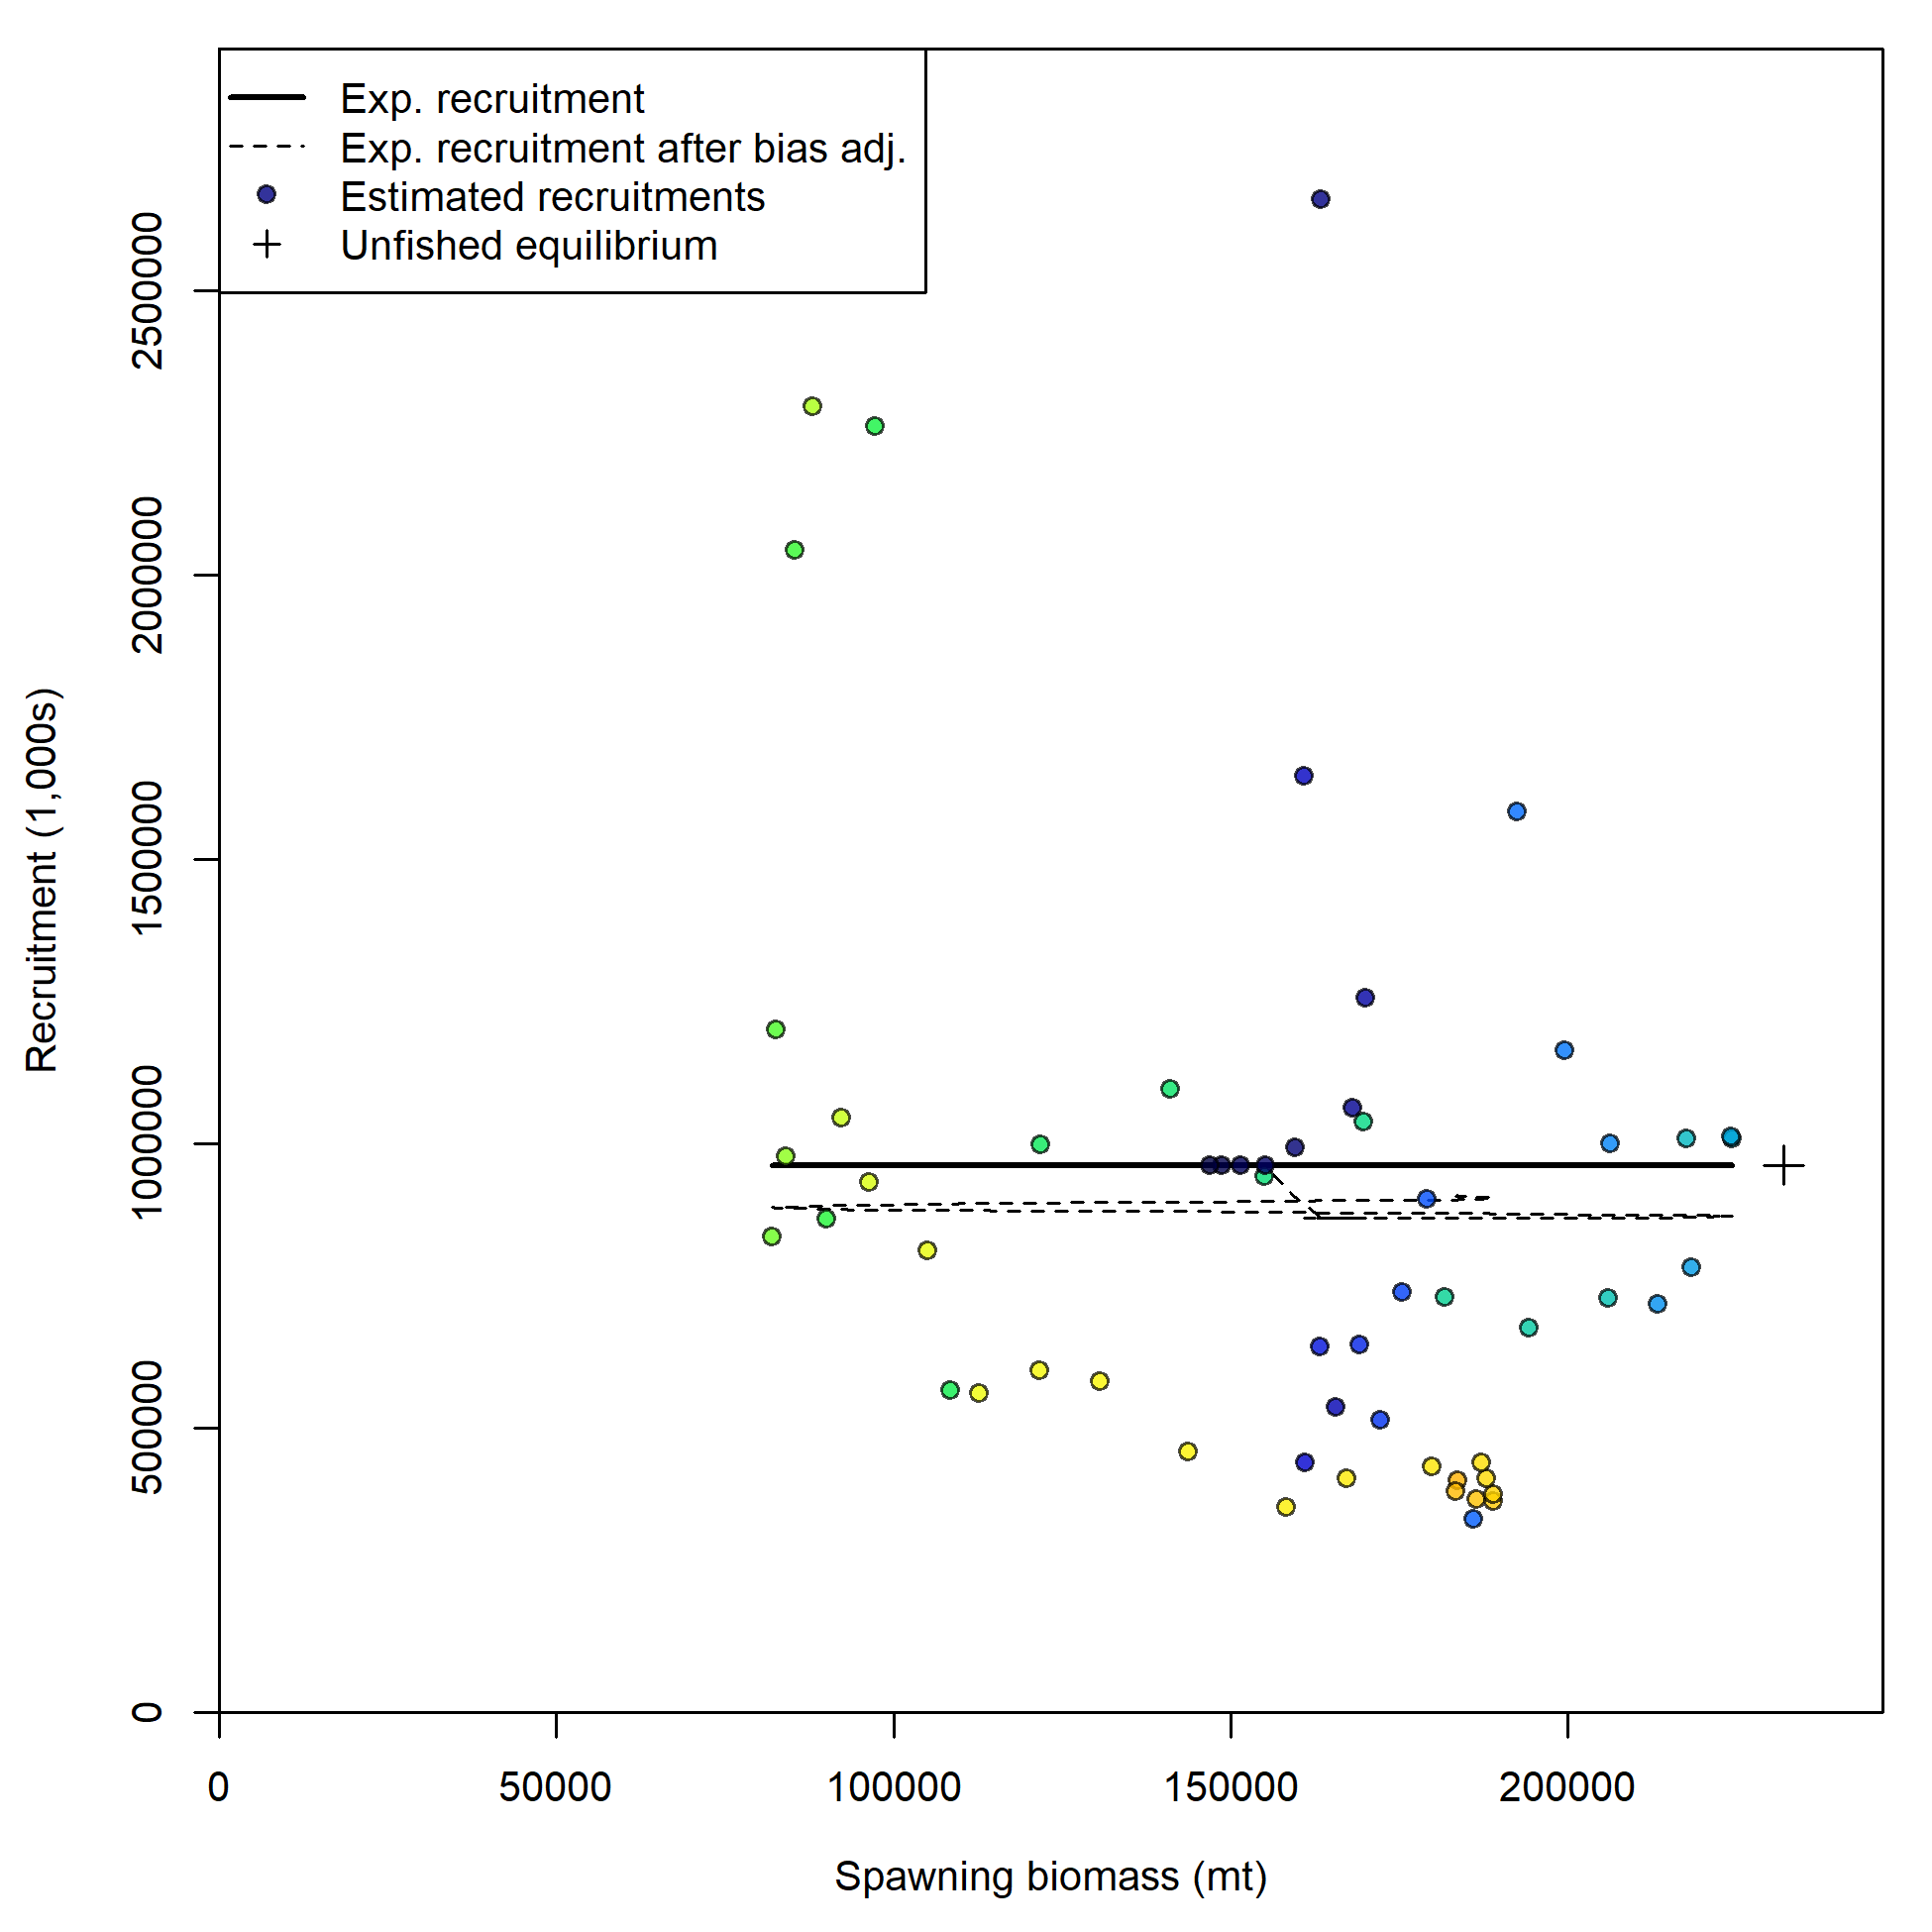 Exp. recruitment
Exp. recruitment after bias adj.
Estimated recruitments
Unfished equilibrium
Recruitment (1,000s)
2500000
2000000
1500000
1000000
500000
0
0 50000 100000 150000 200000
Spawning biomass (mt)